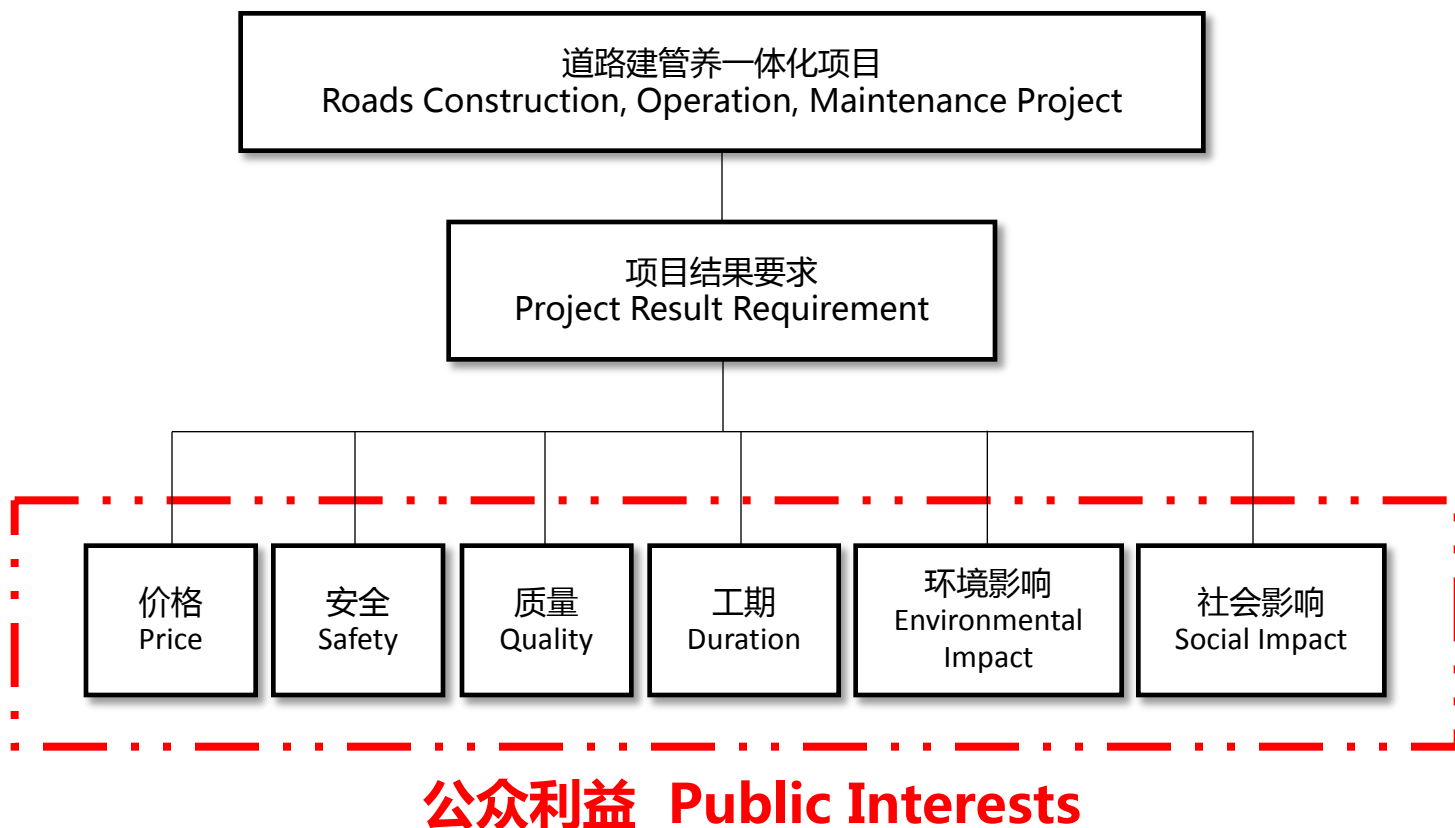 道路建管养一体化项目
Roads Construction, Operation, Maintenance Project
项目结果要求
Project Result Requirement
价格
Price
安全
Safety
质量
Quality
工期
Duration
环境影响
Environmental
Impact
社会影响
Social Impact
公众利益 Public Interests